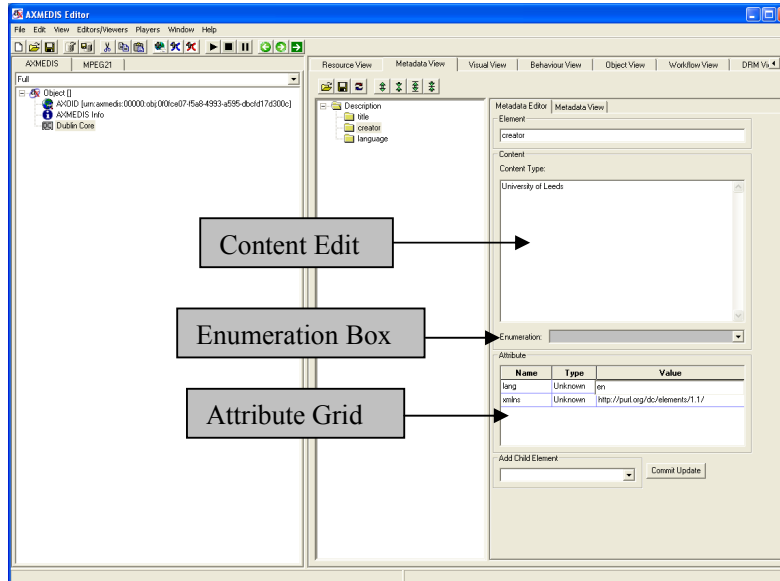 AXMEDIS Editor
File Edit View Editors/Viewers Players Window Help
AXMEDIS MPEG21
Full
Object []
AXOID [urn:axmedis:00000:obj:0f0fce07-f5a8-4993-a595-dbcfd17d300c]
AXMEDIS Info
Dublin Core
Resource View Metadata View Visual View Behaviour View Object View Workflow View DRM Vi
Description
title
creator
language
Metadata Editor Metadata View
Element
creator
Content
Content Type:
University of Leeds
Content Edit
Enumeration Box
Enumeration:
Attribute
Name Type Value
lang Unknown en
xmlns Unknown http://purl.org/dc/elements/1.1/
Attribute Grid
Add Child Element
Commit Update